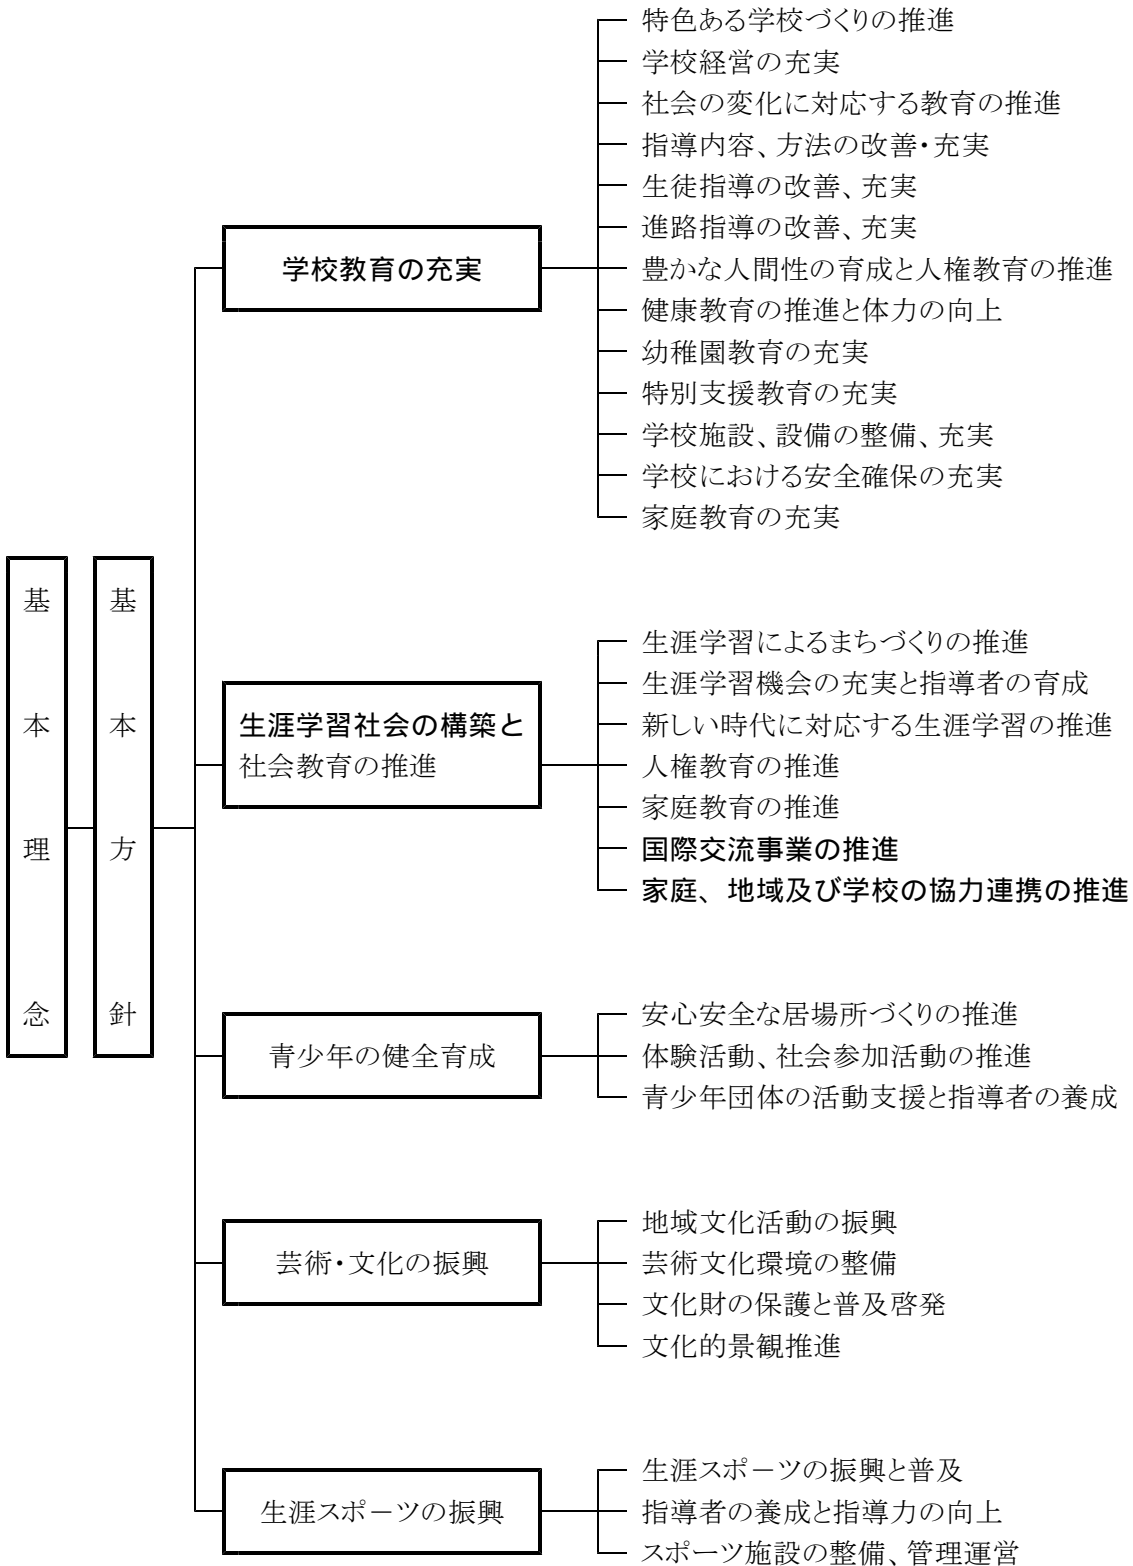 基本理念
基本方針
学校教育の充実
特色ある学校づくりの推進
学校経営の充実
社会の変化に対応する教育の推進
指導内容、方法の改善・充実
生徒指導の改善、充実
進路指導の改善、充実
豊かな人間性の育成と人権教育の推進
健康教育の推進と体力の向上
幼稚園教育の充実
特別支援教育の充実
学校施設、設備の整備、充実
学校における安全確保の充実
家庭教育の充実
生涯学習社会の構築と
社会教育の推進
生涯学習によるまちづくりの推進
生涯学習機会の充実と指導者の育成
新しい時代に対応する生涯学習の推進
人権教育の推進
家庭教育の推進
国際交流事業の推進
家庭、地域及び学校の協力連携の推進
青少年の健全育成
安心安全な居場所づくりの推進
体験活動、社会参加活動の推進
青少年団体の活動支援と指導者の養成
芸術・文化の振興
地域文化活動の振興
芸術文化環境の整備
文化財の保護と普及啓発
文化的景観推進
生涯スポーツの振興
生涯スポーツの振興と普及
指導者の養成と指導力の向上
スポーツ施設の整備、管理運営